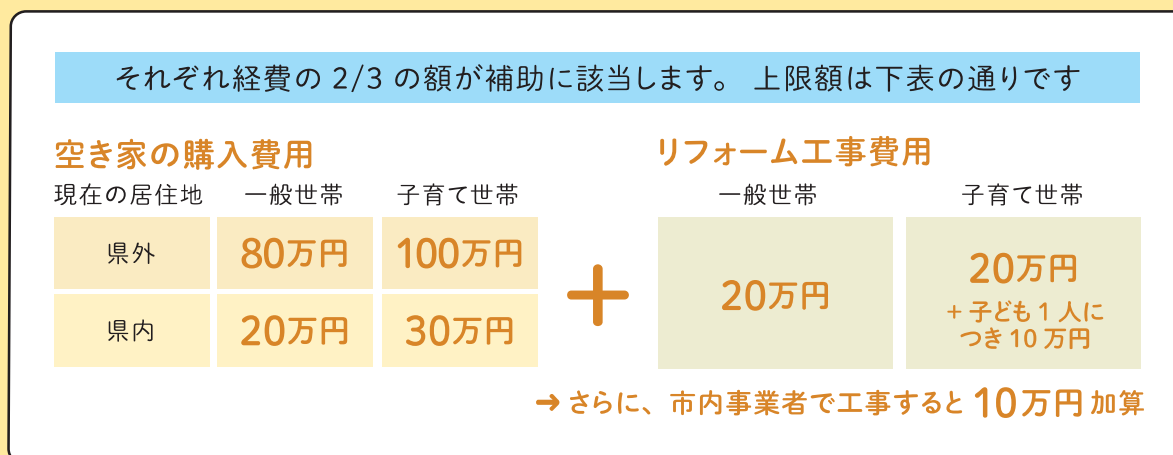 それぞれ経費の 2/3 の額が補助に該当します。 上限額は下表の通りです
空き家の購入費用
現在の居住地 一般世帯 子育て世帯
県外 80万円 100万円
県内 20万円 30万円
+
リフォーム工事費用
一般世帯 子育て世帯
20万円
20万円
+ 子ども 1 人に
つき 10 万円
→ さらに、市内事業者で工事すると 10万円 加算